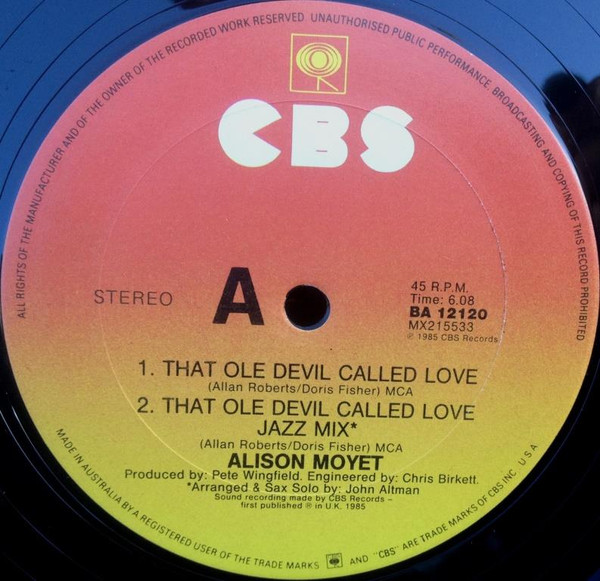 ALL RIGHTS OF THE MANUFACTURER AND OF THE OWNER OF THE RECORDED WORK RESERVED. UNAUTHORISED PUBLIC PERFORMANCE, BROADCASTING AND COPYING OF THIS RECORD PROHIBITED
CBS
STEREO
A
45 R.P.M.
Time: 6.08
BA 12120
MX215533
℗ 1985 CBS Records
1. THAT OLE DEVIL CALLED LOVE
(Allan Roberts/Doris Fisher) MCA
2. THAT OLE DEVIL CALLED LOVE
JAZZ MIX*
(Allan Roberts/Doris Fisher) MCA
ALISON MOYET
Produced by: Pete Wingfield. Engineered by: Chris Birkett.
*Arranged & Sax Solo by: John Altman
Sound recording made by CBS Records –
first published ℗ in U.K. 1985
MADE IN AUSTRALIA BY A REGISTERED USER OF THE TRADE MARKS AND "CBS" ARE TRADE MARKS OF CBS INC. U S A